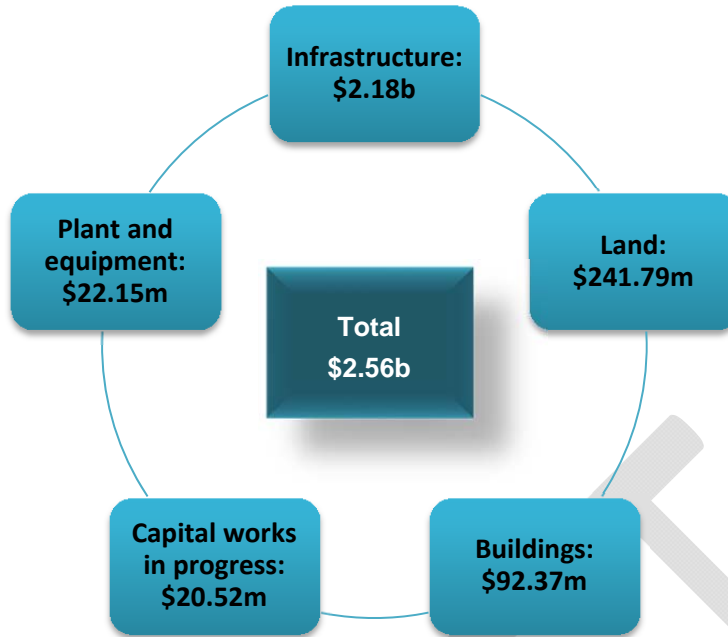 Infrastructure:
$2.18b
Land:
$241.79m
Buildings:
$92.37m
Capital works
in progress:
$20.52m
Plant and
equipment:
$22.15m
Total
$2.56b